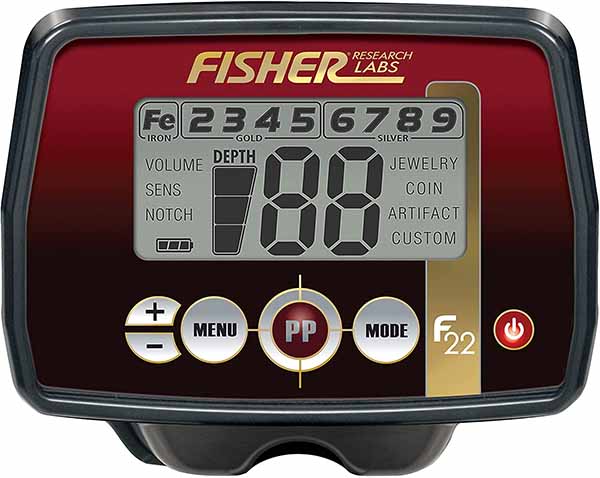 FISHER® RESEARCH
LABS
Fe 2 3 4 5 6 7 8 9
IRON GOLD SILVER
VOLUME DEPTH 88 JEWELRY
SENS COIN
NOTCH ARTIFACT
CUSTOM
+
−
MENU PP MODE F22